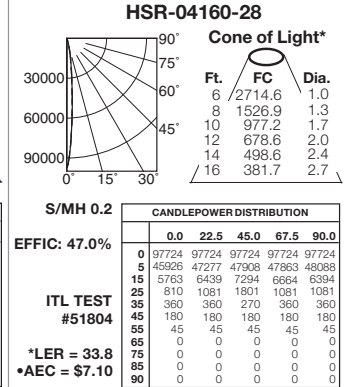 HSR-04160-28
90°
75°
60°
45°
30000
60000
90000
0° 15° 30°
Cone of Light*
Ft. FC Dia.
6 2714.6 1.0
8 1526.9 1.3
10 977.2 1.7
12 678.6 2.0
14 498.6 2.4
16 381.7 2.7
S/MH 0.2
EFFIC: 47.0%
ITL TEST
#51804
*LER = 33.8
•AEC = $7.10
CANDLEPOWER DISTRIBUTION
0.0 22.5 45.0 67.5 90.0
0 97724 97724 97724 97724 97724
5 45926 47277 47908 47863 48088
15 5763 6439 7294 6664 6394
25 810 1081 1801 1081 1081
35 360 360 270 360 360
45 180 180 180 180 180
55 45 45 45 45 45
65 0 0 0 0 0
75 0 0 0 0 0
85 0 0 0 0 0
90 0 0 0 0 0